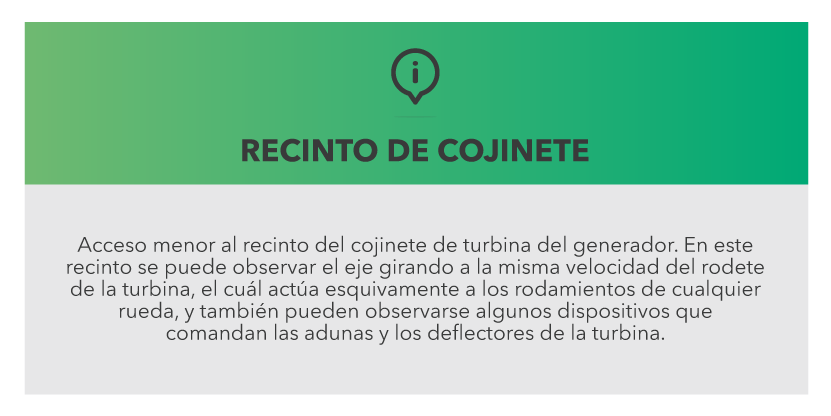 RECINTO DE COJINETE
Acceso menor al recinto del cojinete de turbina del generador. En este
recinto se puede observar el eje girando a la misma velocidad del rodete
de la turbina, el cuál actúa esquivamente a los rodamientos de cualquier
rueda, y también pueden observarse algunos dispositivos que
comandan las adunas y los deflectores de la turbina.